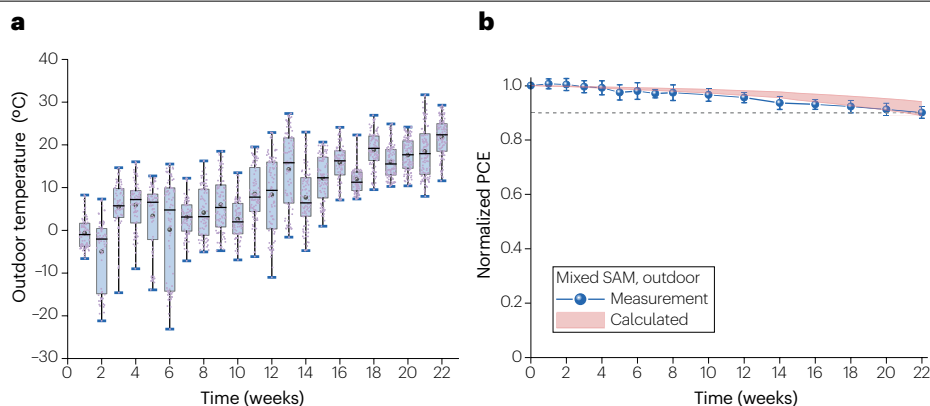 a
Outdoor temperature (ºC)
40
30
20
10
0
–10
–20
–30
0 2 4 6 8 10 12 14 16 18 20 22
Time (weeks)
b
Normalized PCE
1.0
0.8
0.6
0.4
0.2
0
Mixed SAM, outdoor
Measurement
Calculated
0 2 4 6 8 10 12 14 16 18 20 22
Time (weeks)